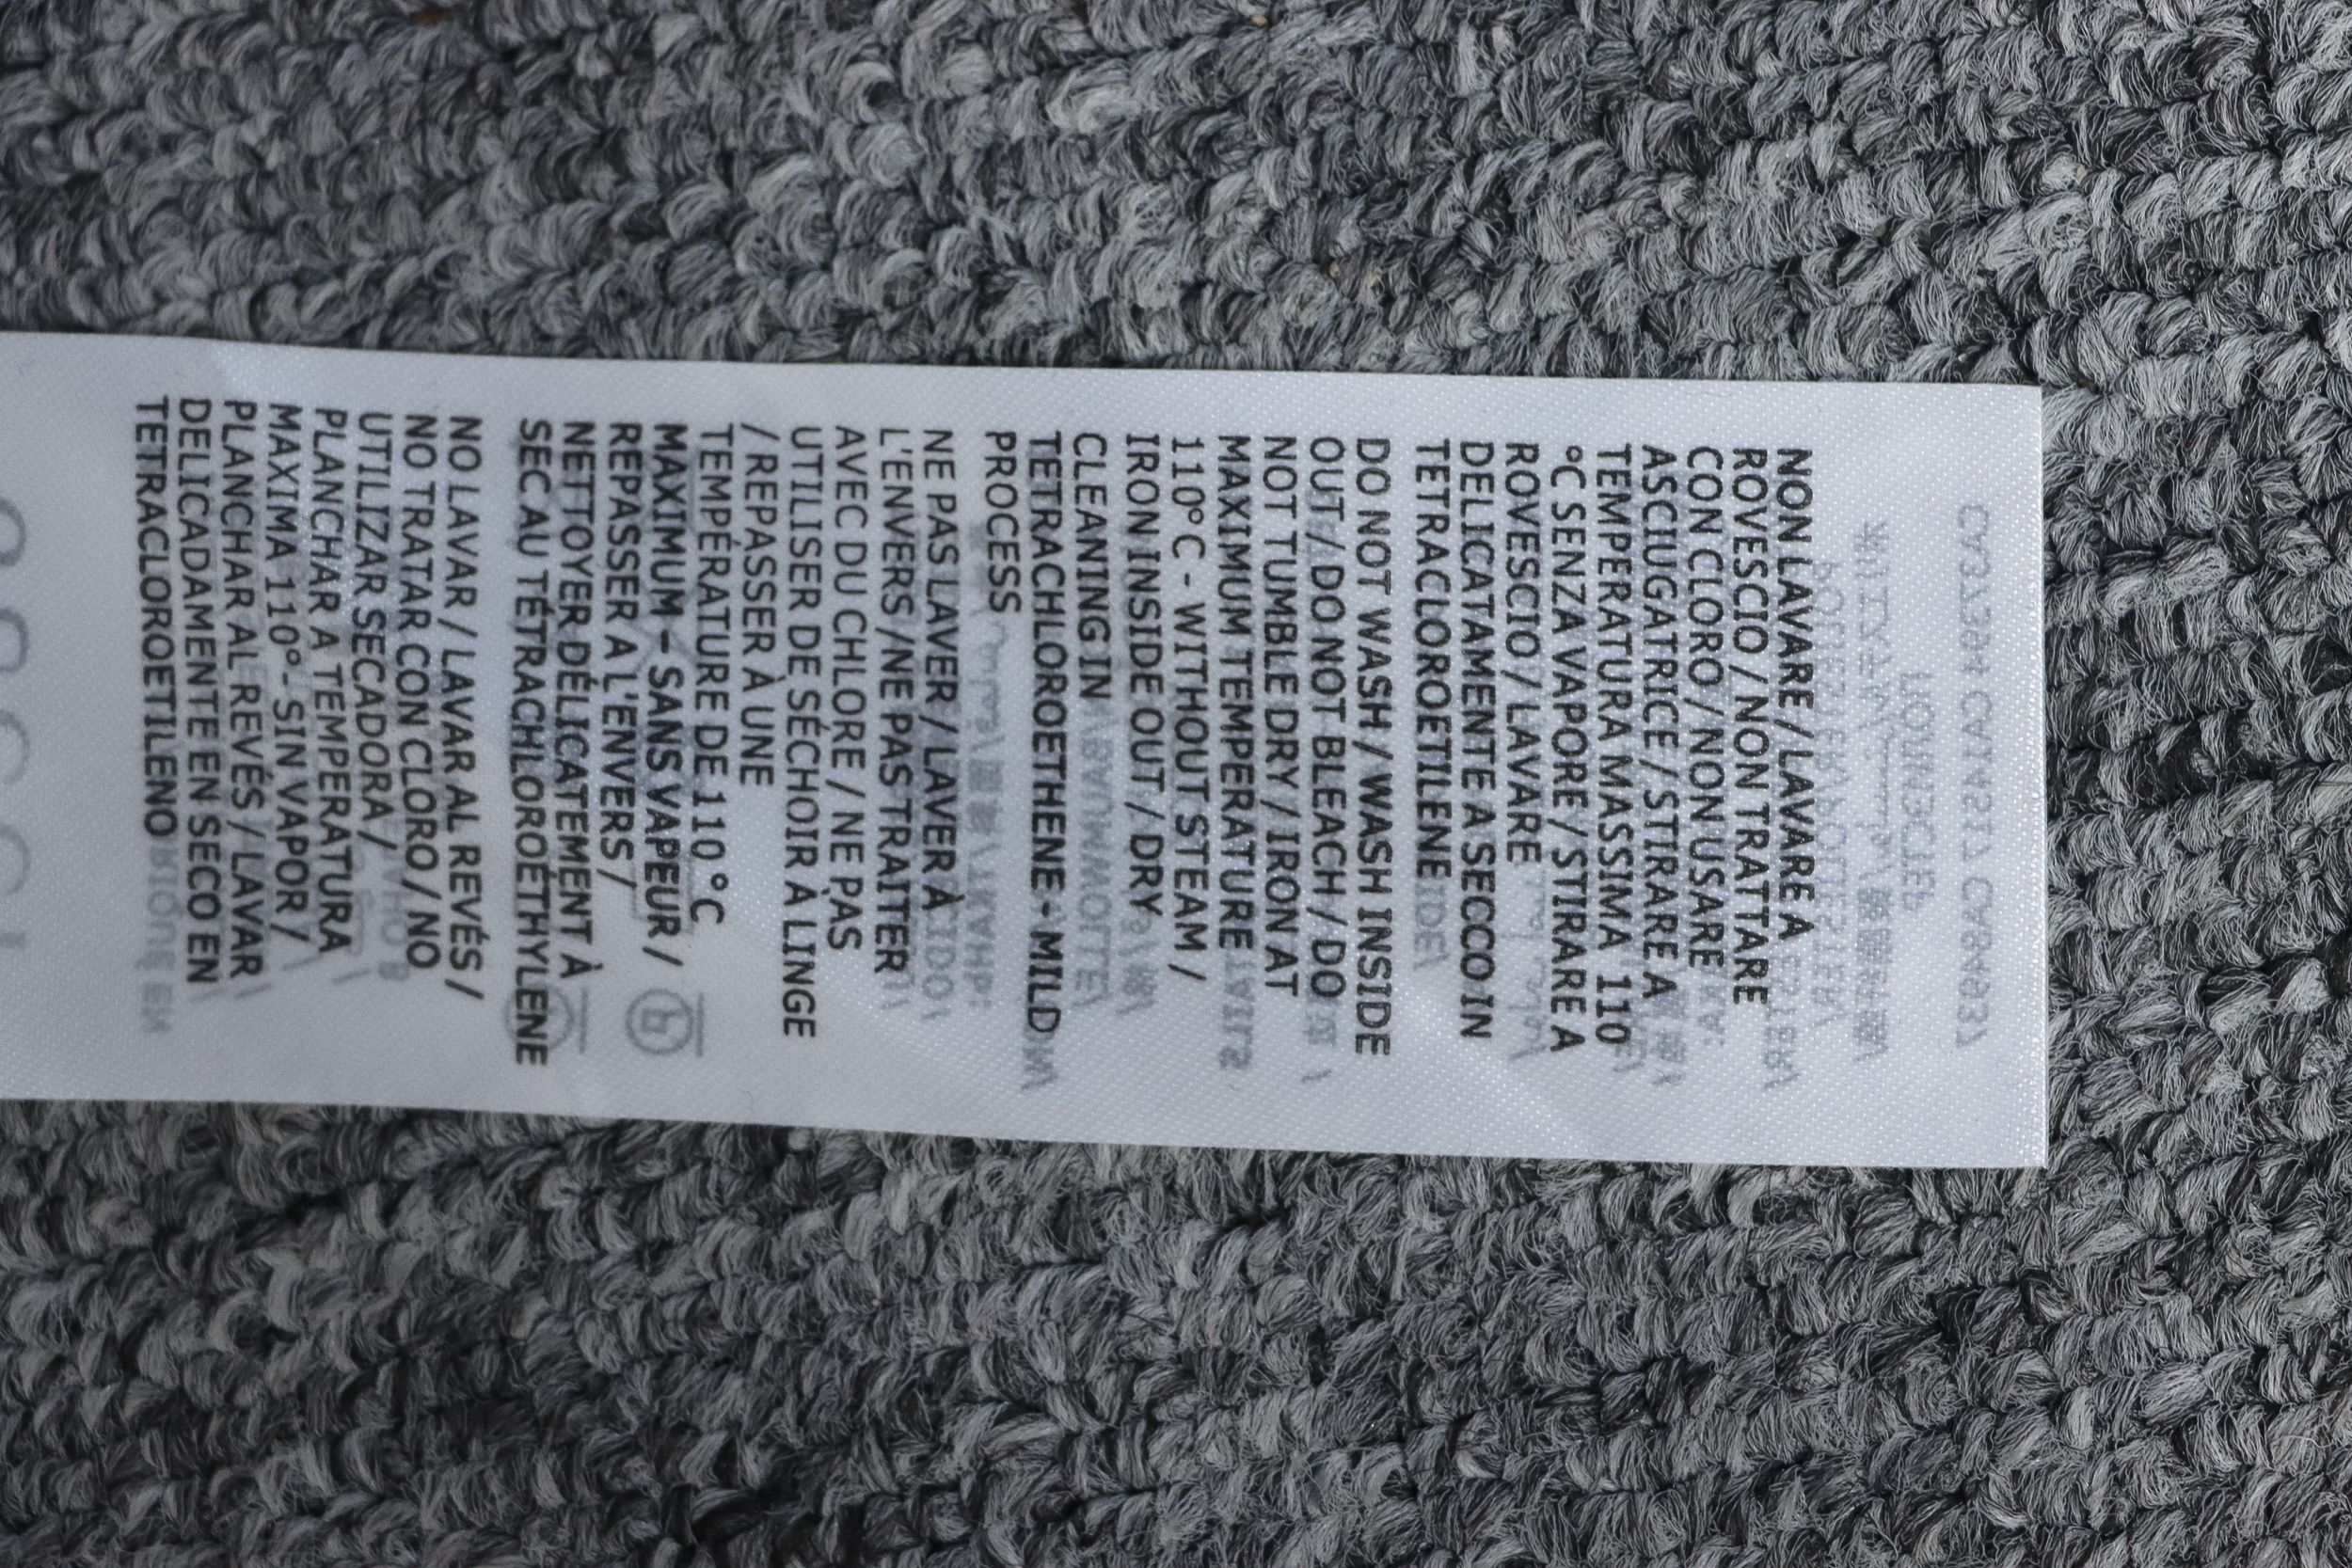 NON LAVARE / LAVARE A
ROVESCIO / NON TRATTARE
CON CLORO / NON USARE
ASCIUGATRICE / STIRARE A
TEMPERATURA MASSIMA 110
°C SENZA VAPORE / STIRARE A
ROVESCIO / LAVARE
DELICATAMENTE A SECCO IN
TETRACLOROETILENE
DO NOT WASH / WASH INSIDE
OUT / DO NOT BLEACH / DO
NOT TUMBLE DRY / IRON AT
MAXIMUM TEMPERATURE
110°C - WITHOUT STEAM /
IRON INSIDE OUT / DRY
CLEANING IN
TETRACHLOROETHENE - MILD
PROCESS
NE PAS LAVER / LAVER À
L'ENVERS /NE PAS TRAITER
AVEC DU CHLORE / NE PAS
UTILISER DE SÉCHOIR À LINGE
/ REPASSER À UNE
TEMPÉRATURE DE 110 °C
MAXIMUM - SANS VAPEUR /
REPASSER A L'ENVERS /
NETTOYER DÉLICATEMENT À
SEC AU TÉTRACHLOROÉTHYLENE
NO LAVAR / LAVAR AL REVÉS /
NO TRATAR CON CLORO / NO
UTILIZAR SECADORA /
PLANCHAR A TEMPERATURA
MAXIMA 110°- SIN VAPOR /
PLANCHAR AL REVÉS / LAVAR
DELICADAMENTE EN SECO EN
TETRACLOROETILENO